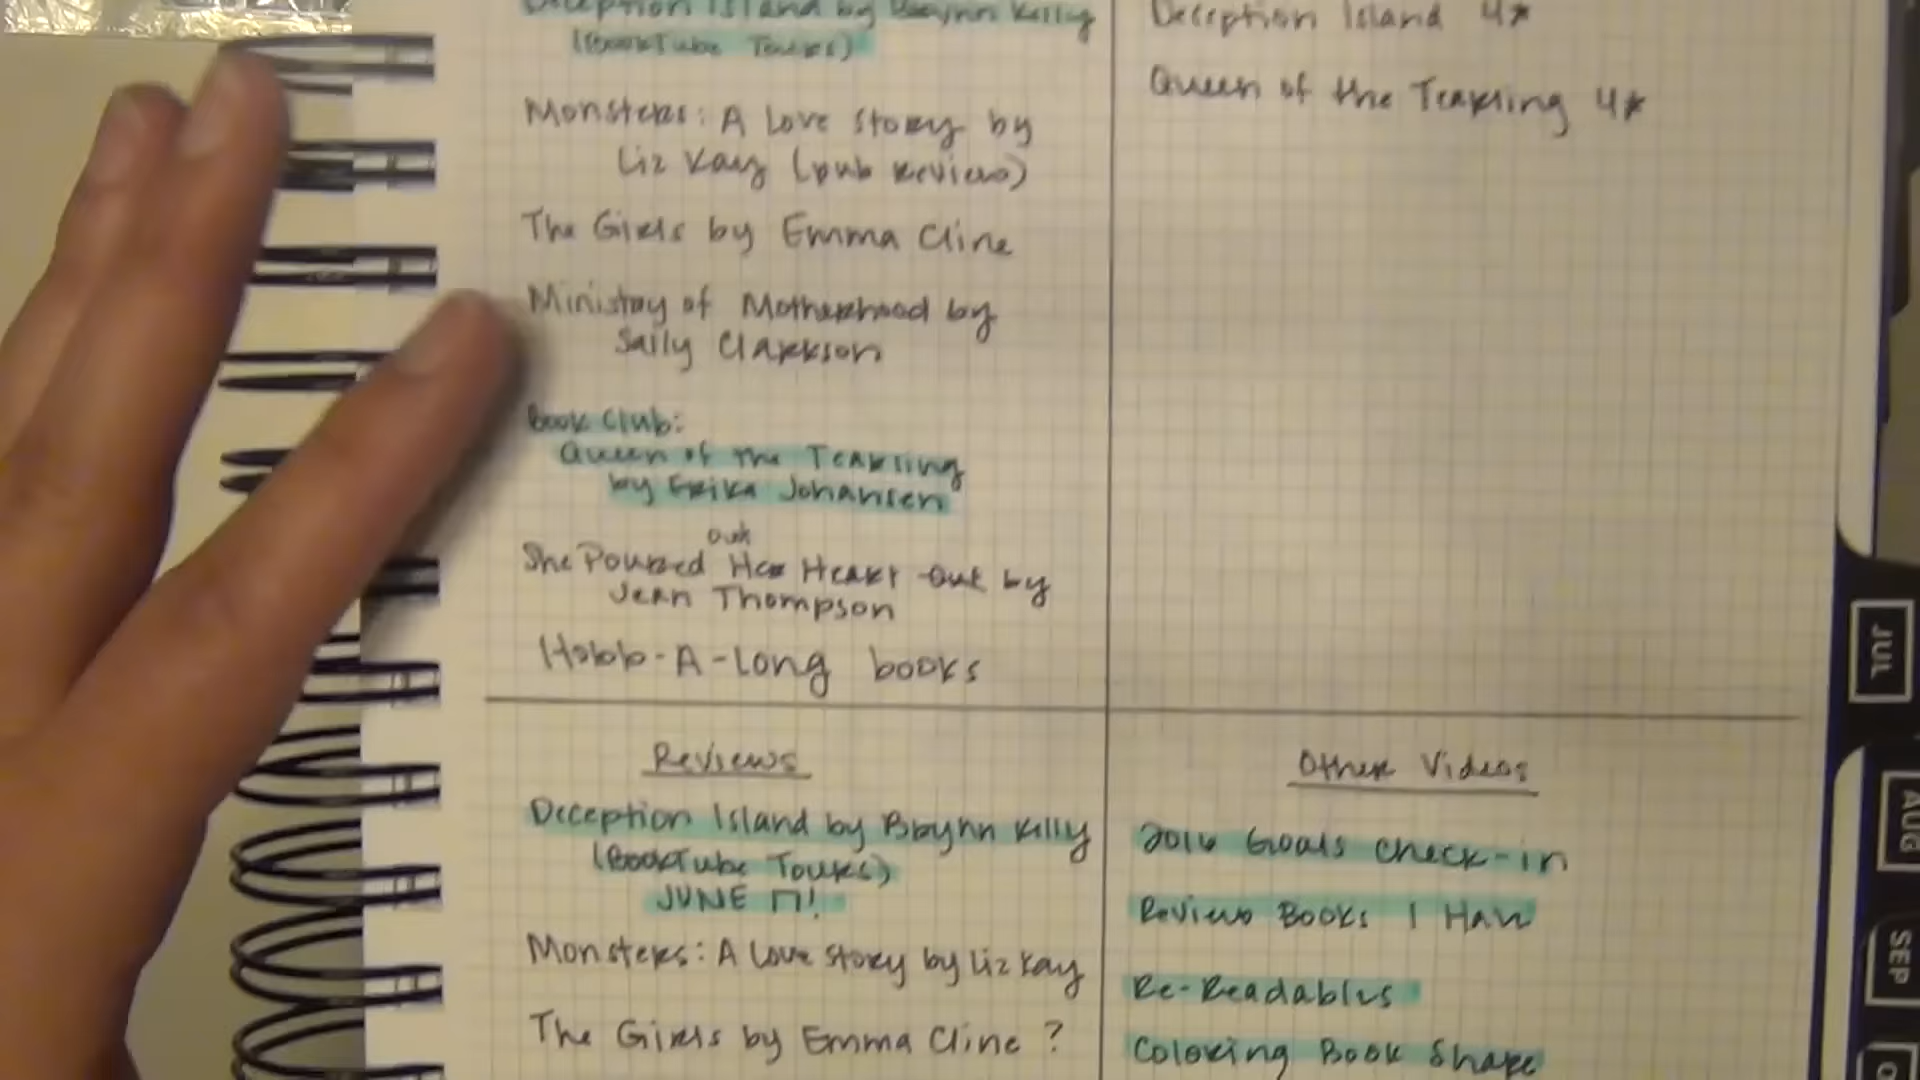 Deception Island by Bbynn Kelly
(BookTube Tours)
Monsters: A Love Story by
Liz Kay (pub review)
The Girls by Emma Cline
Ministry of Motherhood by
Sally Clarkson
Book Club:
Queen of the Tearling
by Erika Johansen
out
She Poured Her Heart out by
Jean Thompson
Hobb-A-Long books
Deception Island 4*
Queen of the Tearling 4*
Reviews
Deception Island by Bbynn Kelly
(BookTube Tours)
JUNE 17!
Monsters: A Love Story by Liz Kay
The Girls by Emma Cline ?
Other Videos
2016 Goals Check-in
Review Books I Have
Re-Readables
Coloring Book Share
JUL
AUG
SEP